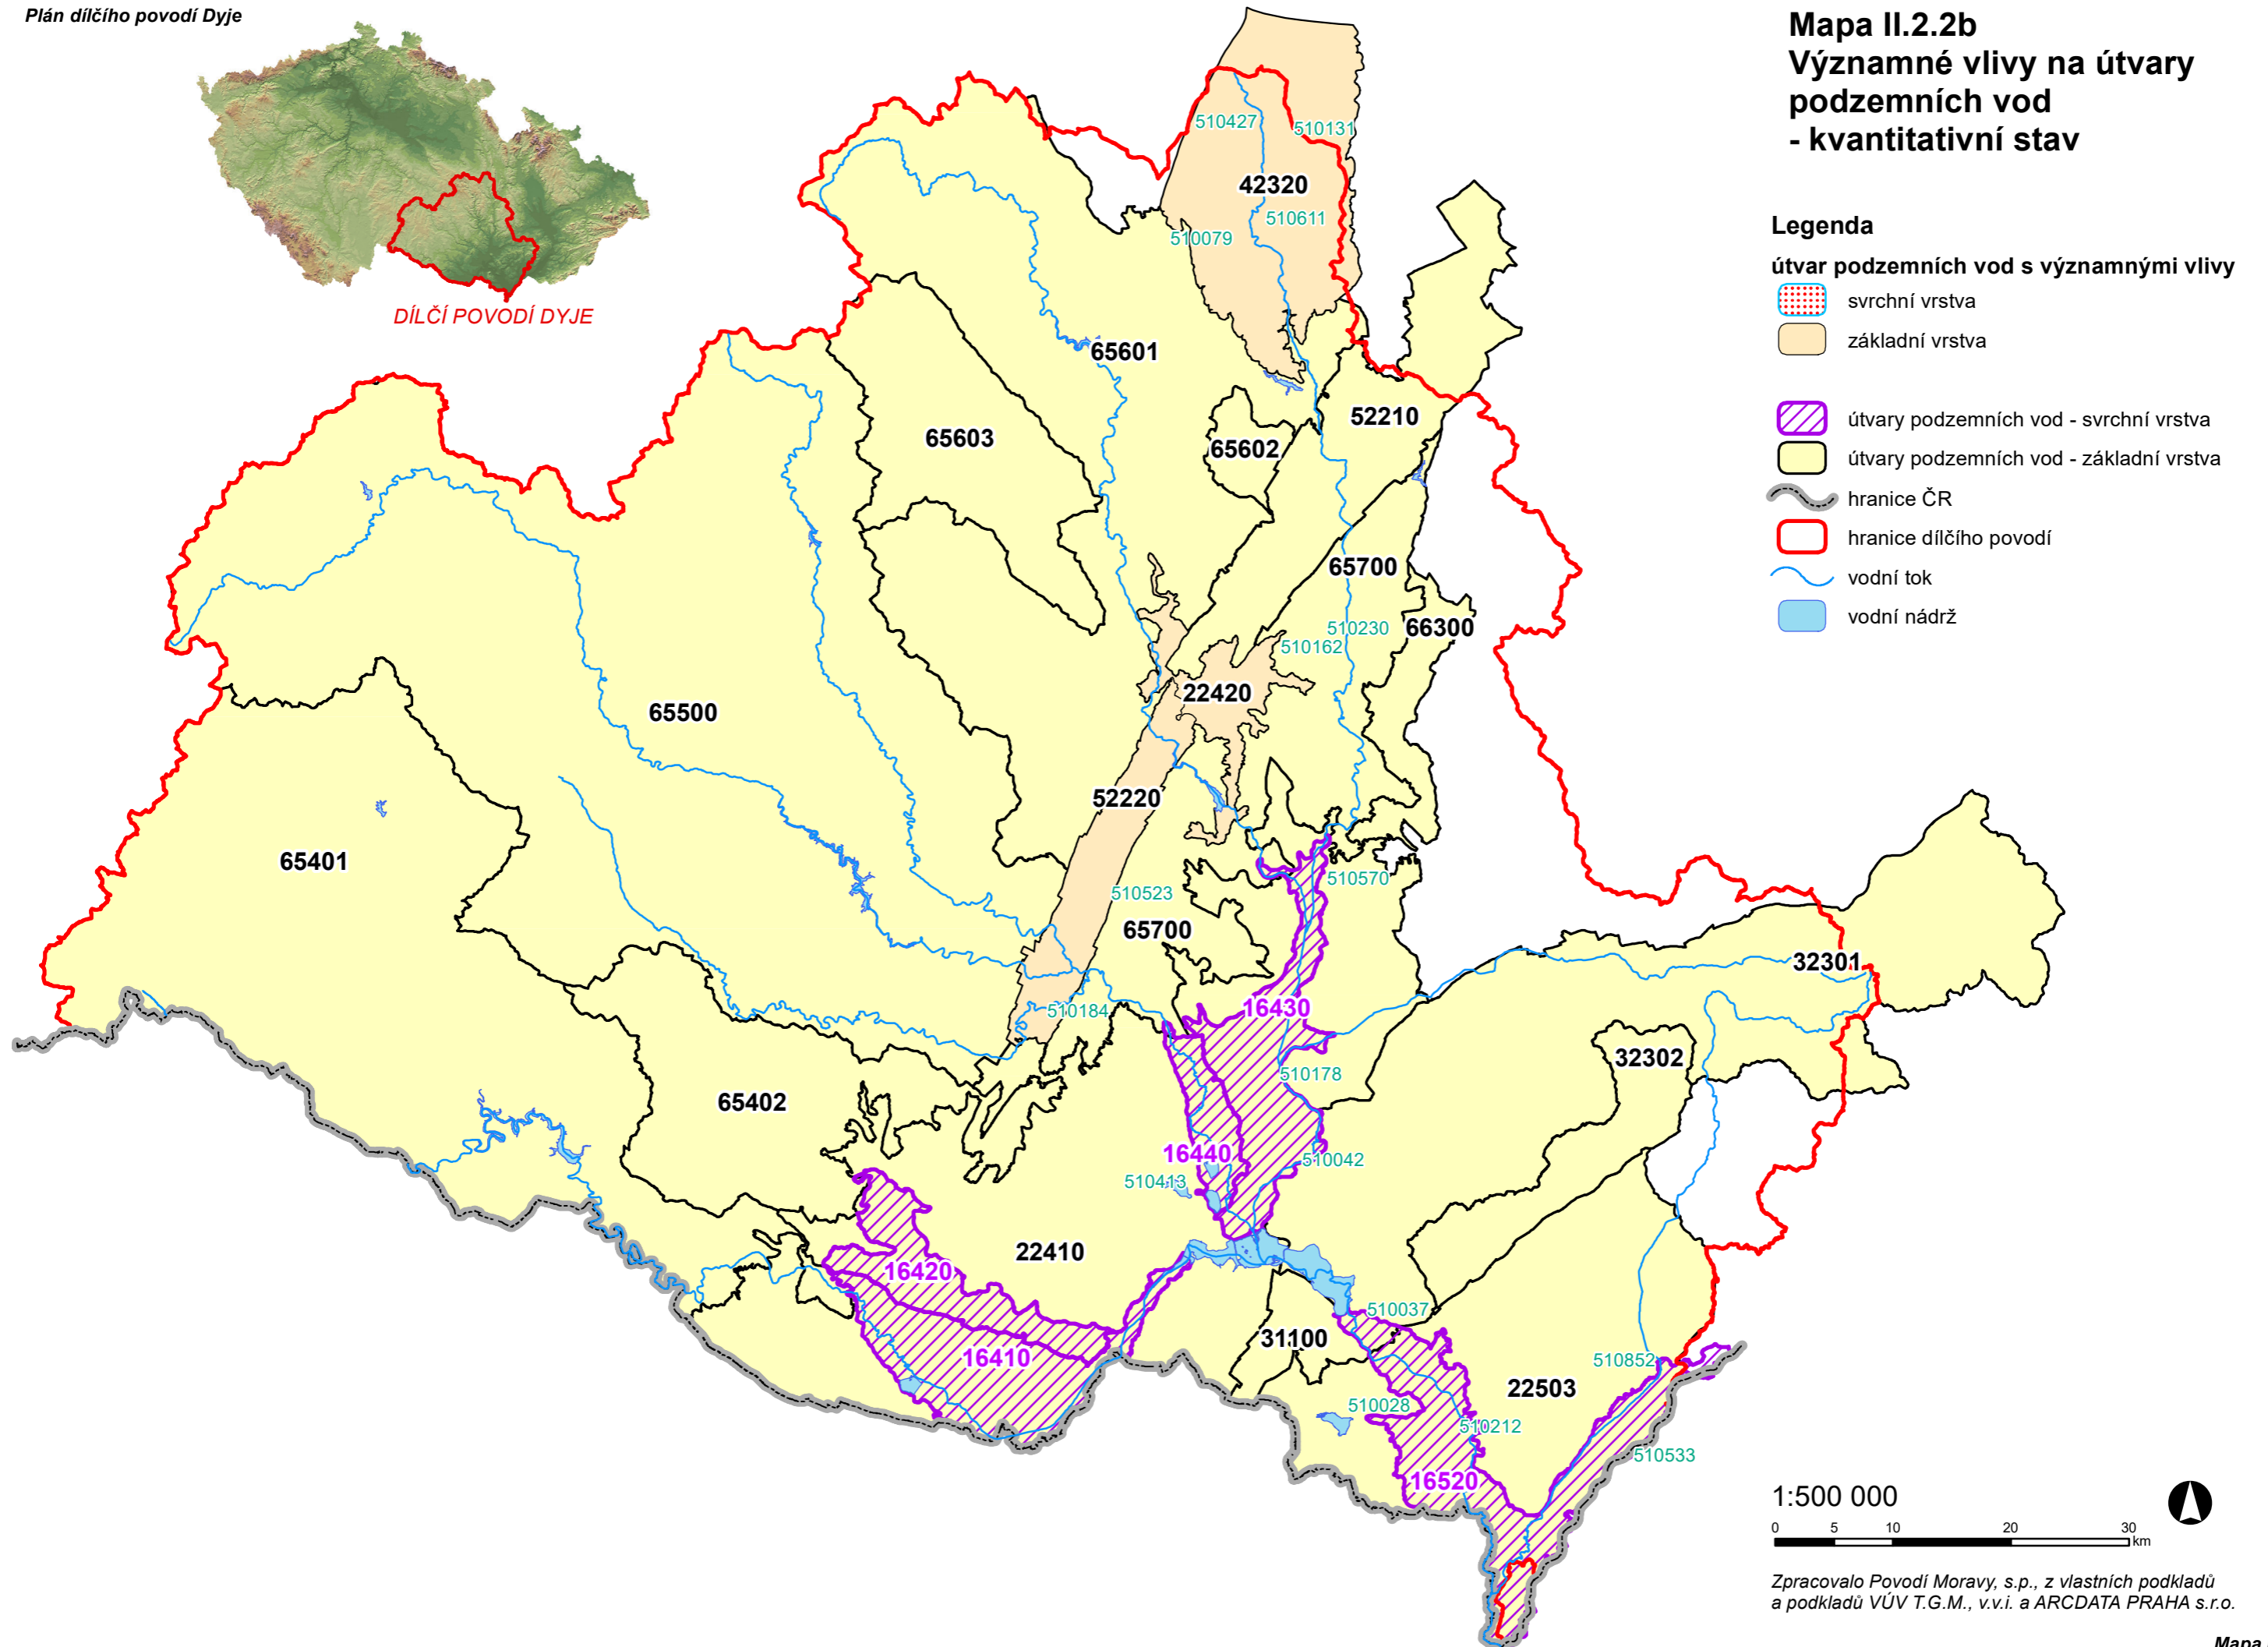 Plán dílčího povodí Dyje
DÍLČÍ POVODÍ DYJE
Mapa II.2.2b
Významné vlivy na útvary
podzemních vod
- kvantitativní stav
Legenda
útvar podzemních vod s významnými vlivy
svrchní vrstva
základní vrstva
útvary podzemních vod - svrchní vrstva
útvary podzemních vod - základní vrstva
hranice ČR
hranice dílčího povodí
vodní tok
vodní nádrž
510427
510131
42320
510611
510079
65601
52210
65603
65602
65700
510230
66300
510162
22420
65500
52220
65401
510570
510523
65700
32301
16430
510184
32302
510178
65402
16440
510042
510413
22410
16420
510037
31100
16410
510852
22503
510028
510212
510533
16520
1:500 000
0 5 10 20 30
km
Zpracovalo Povodí Moravy, s.p., z vlastních podkladů
a podkladů VÚV T.G.M., v.v.i. a ARCDATA PRAHA s.r.o.
Mapa